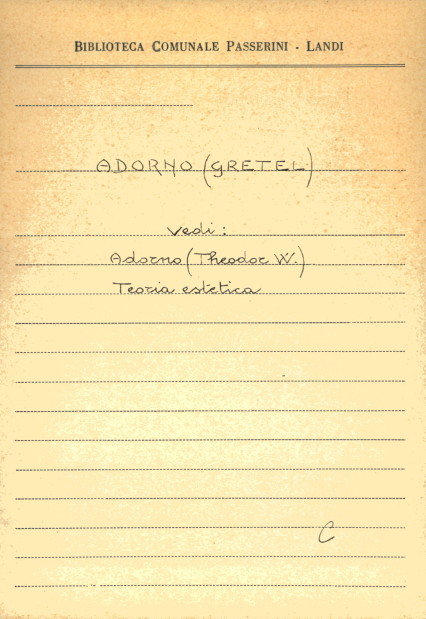 BIBLIOTECA COMUNALE PASSERINI - LANDI
ADORNO (GRETEL)
Vedi:
Adorno (Theodor W.)
Teoria estetica
C